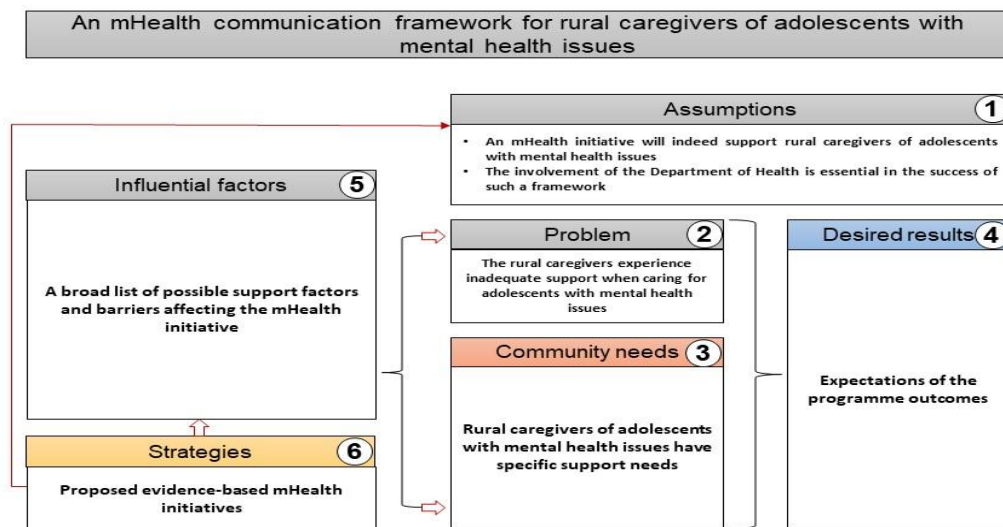 An mHealth communication framework for rural caregivers of adolescents with
mental health issues
Assumptions 1
• An mHealth initiative will indeed support rural caregivers of adolescents
with mental health issues
• The involvement of the Department of Health is essential in the success of
such a framework
Influential factors 5
A broad list of possible support factors
and barriers affecting the mHealth
initiative
Problem 2
The rural caregivers experience
inadequate support when caring for
adolescents with mental health
issues
Desired results 4
Expectations of the
programme outcomes
Community needs 3
Rural caregivers of adolescents
with mental health issues have
specific support needs
Strategies 6
Proposed evidence-based mHealth
initiatives